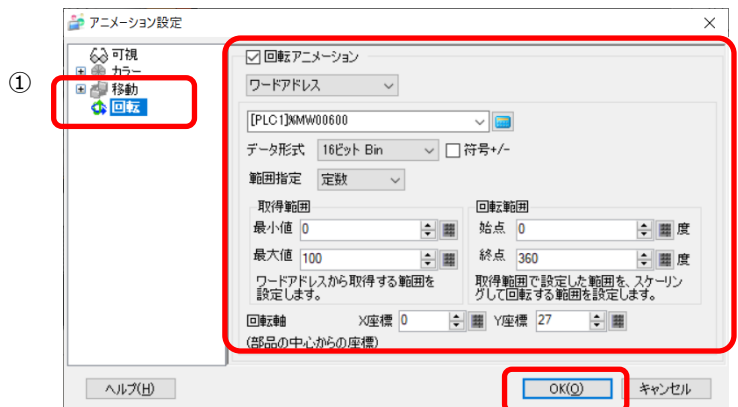 アニメーション設定
①
可視
カラー
移動
回転
回転アニメーション
ワードアドレス
[PLC1]%MW00600
データ形式 16ビット Bin 符号+/-
範囲指定 定数
取得範囲
最小値 0
最大値 100
ワードアドレスから取得する範囲を
設定します。
回転範囲
始点 0 度
終点 360 度
取得範囲で設定した範囲を、スケーリン
グして回転する範囲を設定します。
回転軸 X座標 0 Y座標 27
(部品の中心からの座標)
ヘルプ(H) OK(O) キャンセル